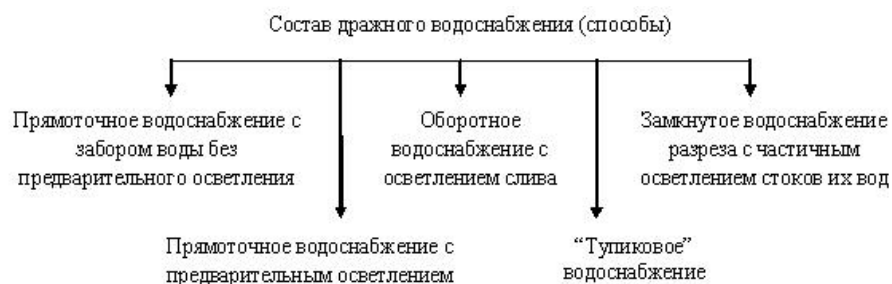 Состав дражного водоснабжения (способы)
Прямоточное водоснабжение с
забором воды без
предварительного осветления
Оборотное
водоснабжение с
осветлением слива
Замкнутое водоснабжение
разреза с частичным
осветлением стоков их вод
Прямоточное водоснабжение с
предварительным осветлением
“Тупиковое”
водоснабжение